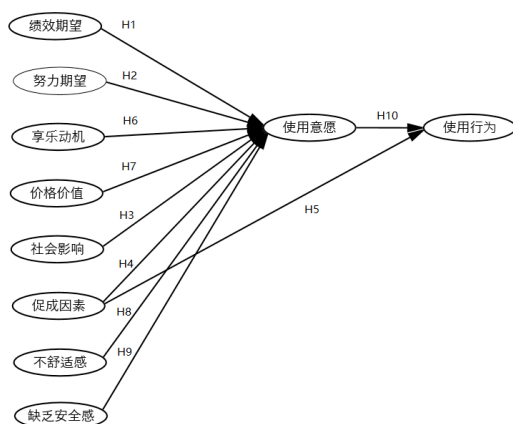 绩效期望
H1
努力期望
H2
享乐动机
H6
使用意愿
H10
使用行为
价格价值
H7
社会影响
H3
H5
促成因素
H4
H8
不舒适感
H9
缺乏安全感